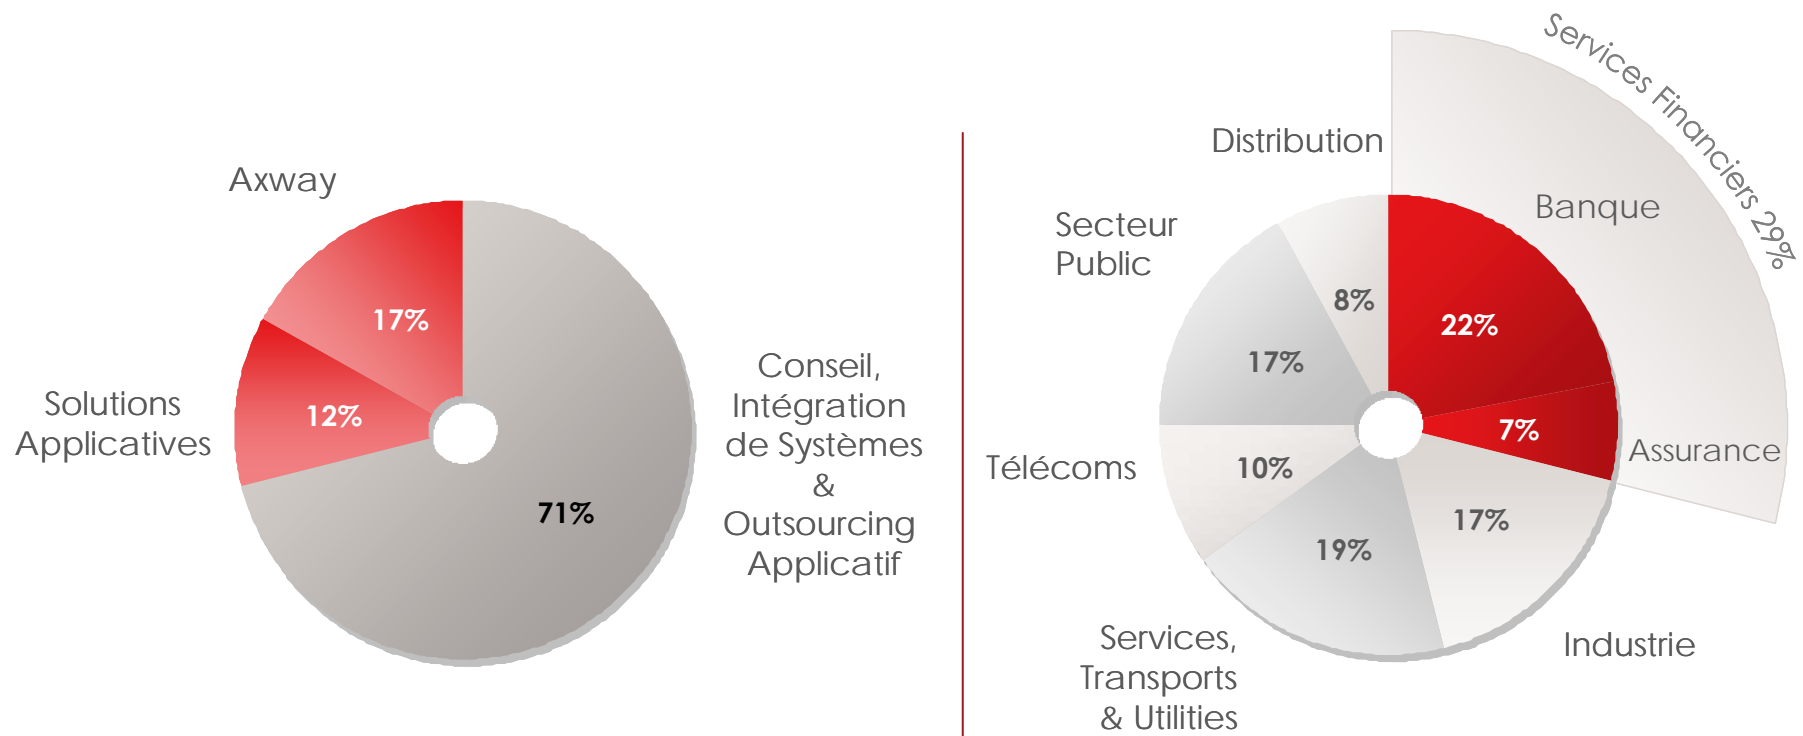 Axway
17%
Solutions
Applicatives
12%
Conseil,
Intégration
de Systèmes
&
Outsourcing
Applicatif
71%
Services Financiers 29%
Distribution
8%
Banque
22%
Secteur
Public
17%
Assurance
7%
Télécoms
10%
Industrie
17%
Services,
Transports
& Utilities
19%